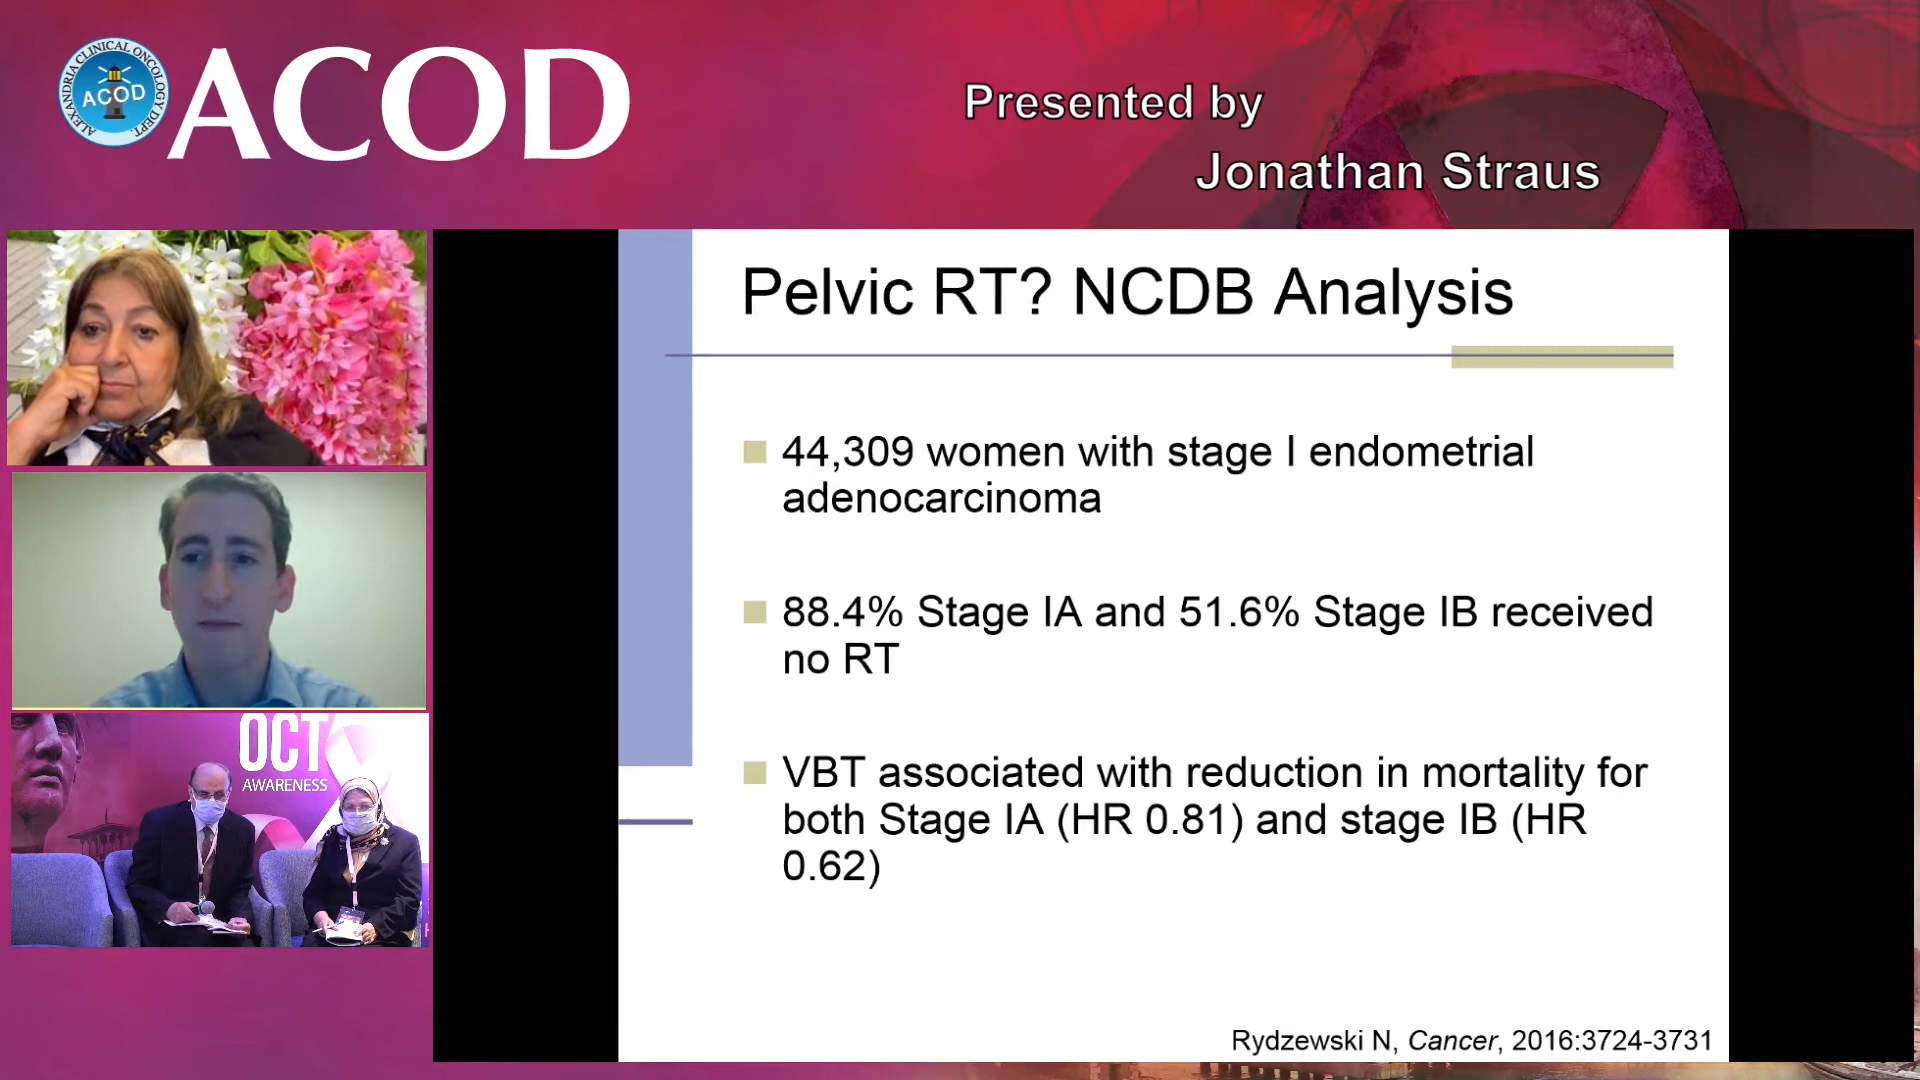 ALEXANDRIA CLINICAL ONCOLOGY DEPT.
ACOD
ACOD
Presented by
Jonathan Straus
Pelvic RT? NCDB Analysis
44,309 women with stage I endometrial
adenocarcinoma
88.4% Stage IA and 51.6% Stage IB received
no RT
VBT associated with reduction in mortality for
both Stage IA (HR 0.81) and stage IB (HR
0.62)
Rydzewski N, Cancer, 2016:3724-3731
OCT
AWARENESS